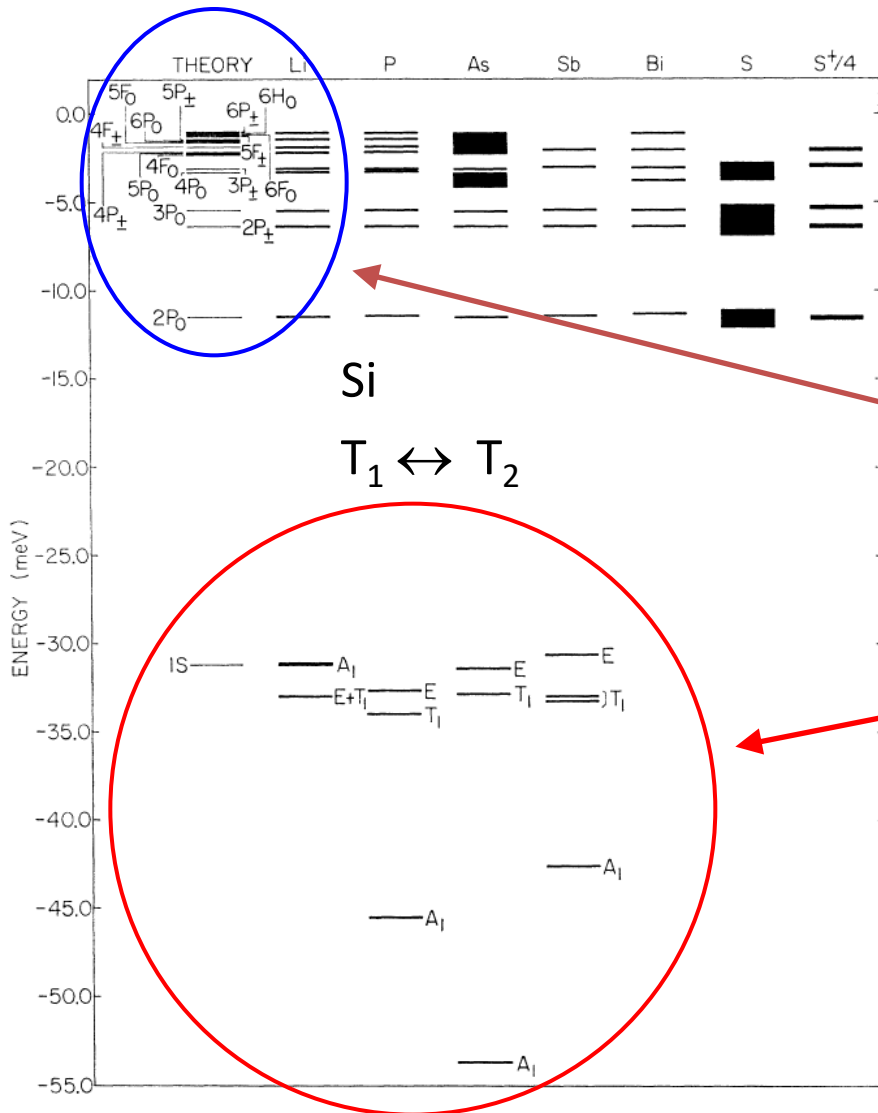 THEORY Li P As Sb Bi S S⁺/4
5F₀ 5P± 6H₀
0.0
6P₀ 6P±
4F± 5F±
4F₀
5P₀ 4P₀ 3P± 6F₀
-5.0
4P± 3P₀ 2P±
-10.0
2P₀
-15.0
Si
-20.0
T₁ ↔ T₂
-25.0
ENERGY (meV)
-30.0
1S A₁ E E E
E+T₁ T₁ T₁ )T₁
-35.0
-40.0
A₁
-45.0
A₁
-50.0
A₁
-55.0